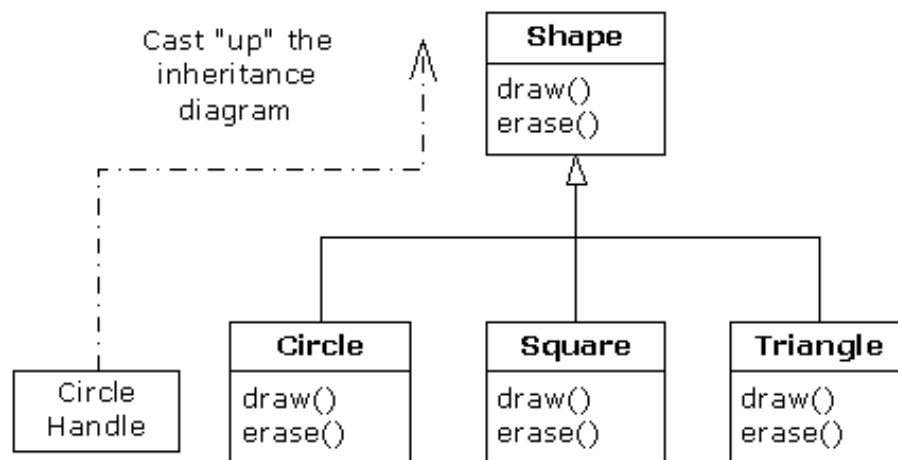 Cast "up" the
inheritance
diagram
Shape
draw()
erase()
Circle
Handle
Circle
draw()
erase()
Square
draw()
erase()
Triangle
draw()
erase()